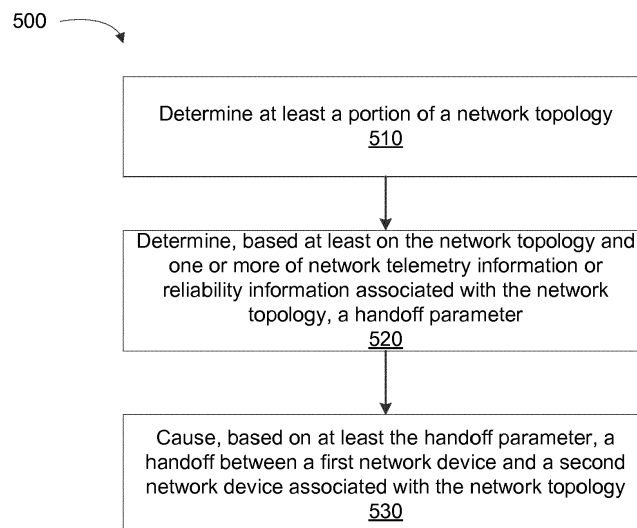 500
Determine at least a portion of a network topology
510
Determine, based at least on the network topology and
one or more of network telemetry information or
reliability information associated with the network
topology, a handoff parameter
520
Cause, based on at least the handoff parameter, a
handoff between a first network device and a second
network device associated with the network topology
530